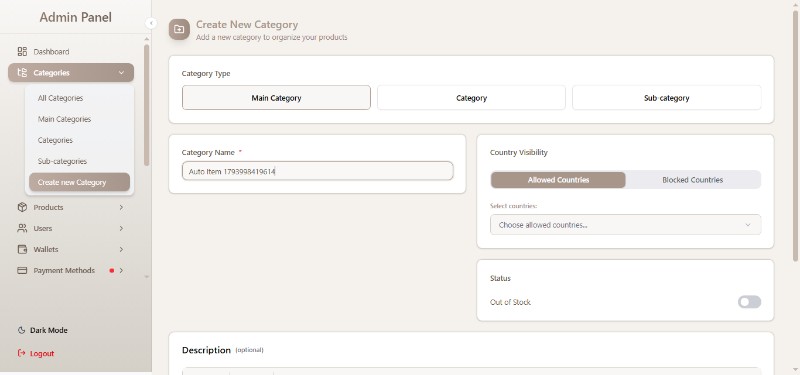 Admin Panel
Dashboard
Categories
All Categories
Main Categories
Categories
Sub-categories
Create new Category
Products
Users
Wallets
Payment Methods
Dark Mode
Logout
Create New Category
Add a new category to organize your products
Category Type
Main Category
Category
Sub-category
Category Name *
Auto Item 1793998419614
Country Visibility
Allowed Countries
Blocked Countries
Select countries:
Choose allowed countries...
Status
Out of Stock
Description (optional)